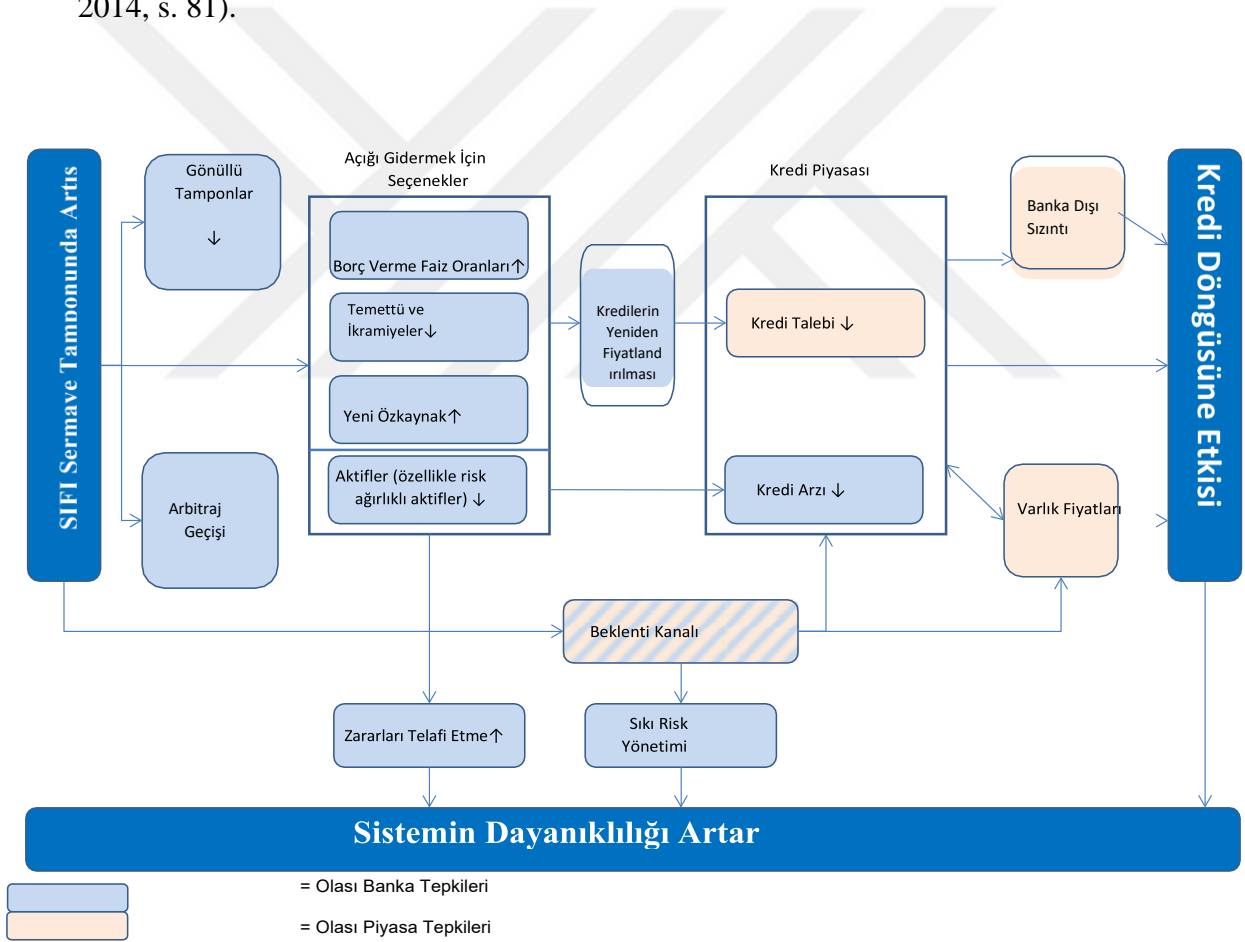 2014, s. 81).
SIFI Sermaye Tamponunda Artış
Gönüllü
Tamponlar
↓
Arbitraj
Geçişi
Açığı Gidermek İçin
Seçenekler
Borç Verme Faiz Oranları↑
Temettü ve
İkramiyeler↓
Yeni Özkaynak↑
Aktifler (özellikle risk
ağırlıklı aktifler) ↓
Kredilerin
Yeniden
Fiyatland
ırılması
Kredi Piyasası
Kredi Talebi ↓
Kredi Arzı ↓
Banka Dışı
Sızıntı
Varlık Fiyatları
Kredi Döngüsüne Etkisi
Beklenti Kanalı
Zararları Telafi Etme↑
Sıkı Risk
Yönetimi
Sistemin Dayanıklılığı Artar
= Olası Banka Tepkileri
= Olası Piyasa Tepkileri